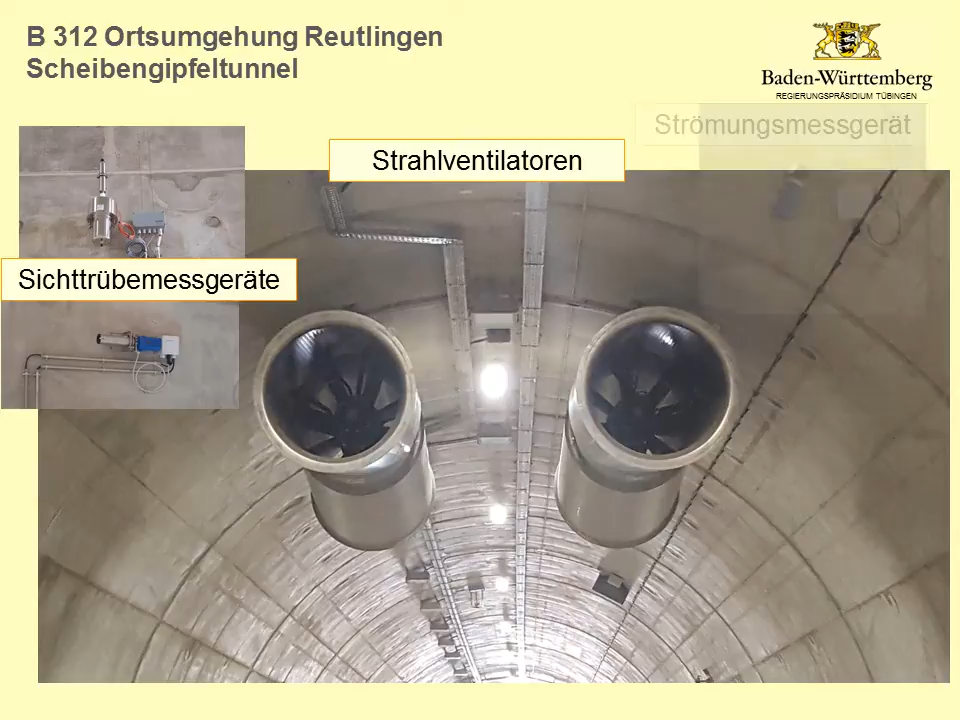 B 312 Ortsumgehung Reutlingen
Scheibengipfeltunnel
Baden-Württemberg
REGIERUNGSPRÄSIDIUM TÜBINGEN
Strömungsmessgerät
Strahlventilatoren
Sichttrübemessgeräte